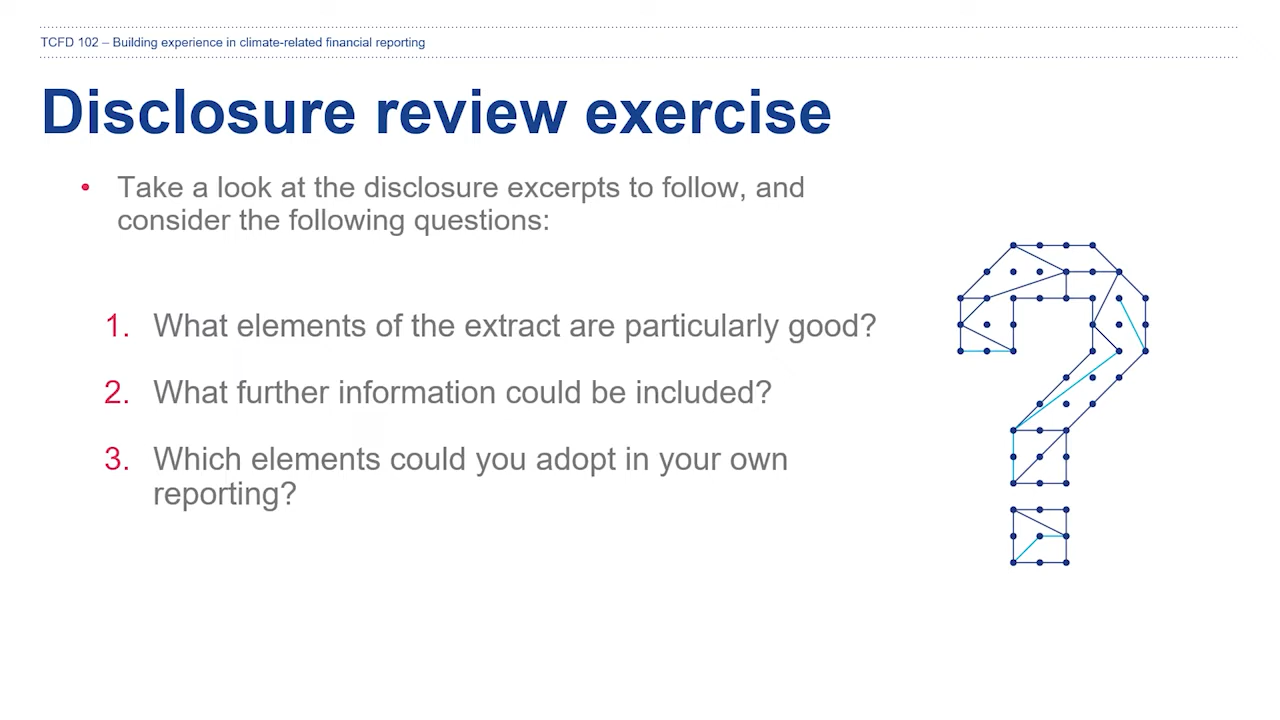 TCFD 102 – Building experience in climate-related financial reporting
Disclosure review exercise
• Take a look at the disclosure excerpts to follow, and
consider the following questions:
1. What elements of the extract are particularly good?
2. What further information could be included?
3. Which elements could you adopt in your own
reporting?